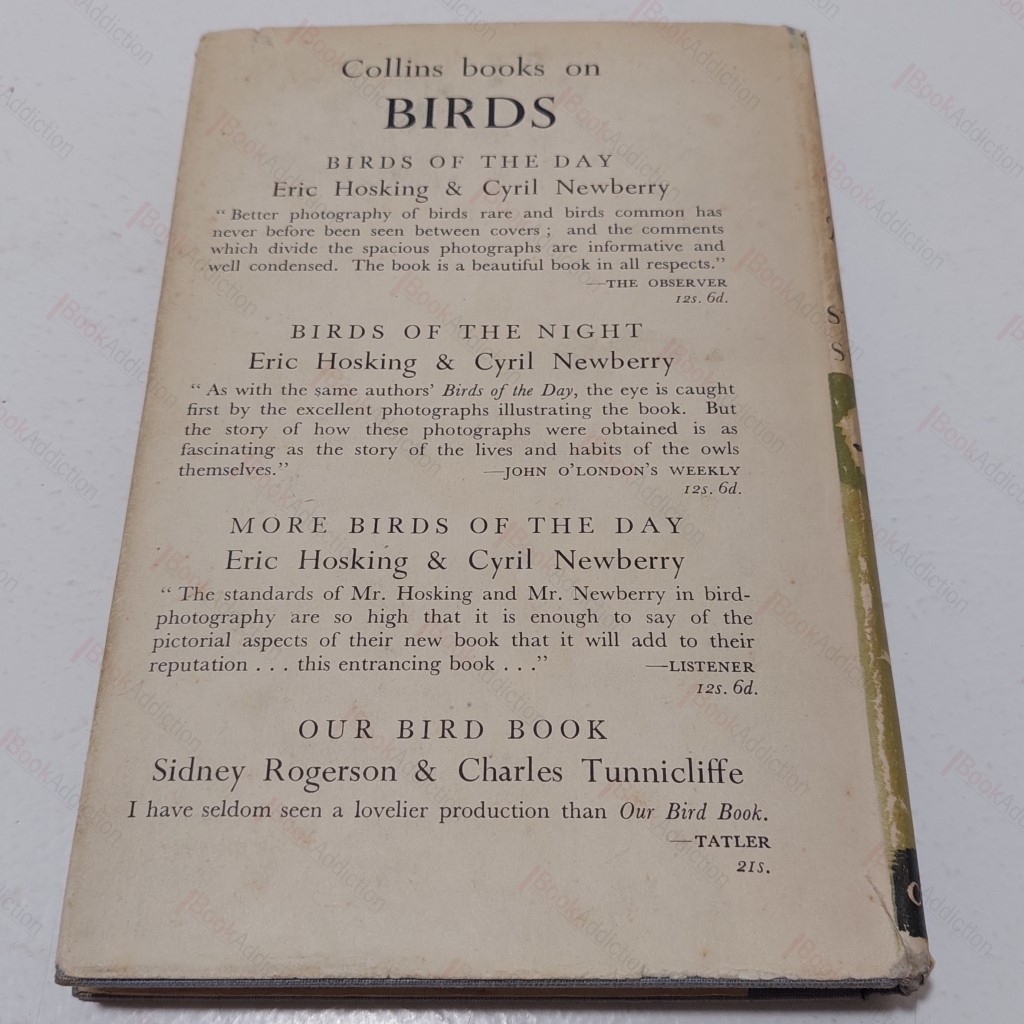 Collins books on
BIRDS
BIRDS OF THE DAY
Eric Hosking & Cyril Newberry
“ Better photography of birds rare and birds common has
never before been seen between covers ; and the comments
which divide the spacious photographs are informative and
well condensed. The book is a beautiful book in all respects.”
—THE OBSERVER
12s. 6d.
BIRDS OF THE NIGHT
Eric Hosking & Cyril Newberry
“ As with the same authors’ Birds of the Day, the eye is caught
first by the excellent photographs illustrating the book. But
the story of how these photographs were obtained is as
fascinating as the story of the lives and habits of the owls
themselves.” —JOHN O’LONDON’S WEEKLY
12s. 6d.
MORE BIRDS OF THE DAY
Eric Hosking & Cyril Newberry
“ The standards of Mr. Hosking and Mr. Newberry in bird-
photography are so high that it is enough to say of the
pictorial aspects of their new book that it will add to their
reputation . . . this entrancing book . . .” —LISTENER
12s. 6d.
OUR BIRD BOOK
Sidney Rogerson & Charles Tunnicliffe
I have seldom seen a lovelier production than Our Bird Book.
—TATLER
21s.
BookAddiction